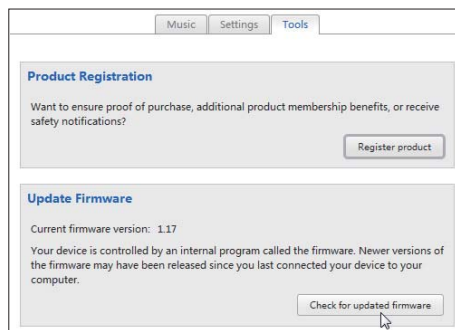 Music Settings Tools
Product Registration
Want to ensure proof of purchase, additional product membership benefits, or receive
safety notifications?
Register product
Update Firmware
Current firmware version: 1.17
Your device is controlled by an internal program called the firmware. Newer versions of
the firmware may have been released since you last connected your device to your
computer.
Check for updated firmware